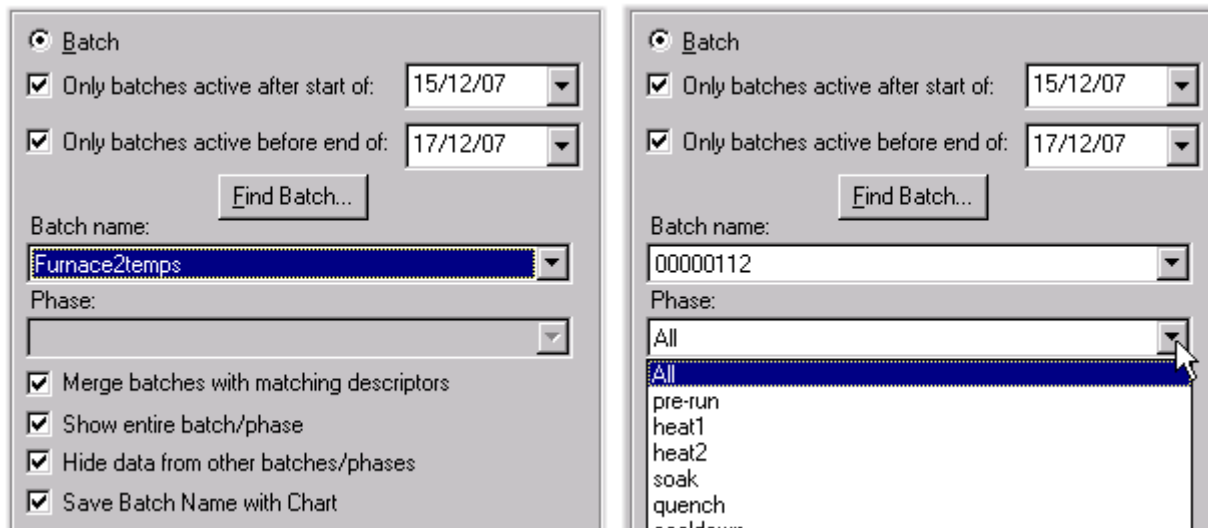 Batch
Only batches active after start of: 15/12/07
Only batches active before end of: 17/12/07
Find Batch...
Batch name:
Furnace2temps
Phase:
Merge batches with matching descriptors
Show entire batch/phase
Hide data from other batches/phases
Save Batch Name with Chart
Batch
Only batches active after start of: 15/12/07
Only batches active before end of: 17/12/07
Find Batch...
Batch name:
00000112
Phase:
All
All
pre-run
heat1
heat2
soak
quench